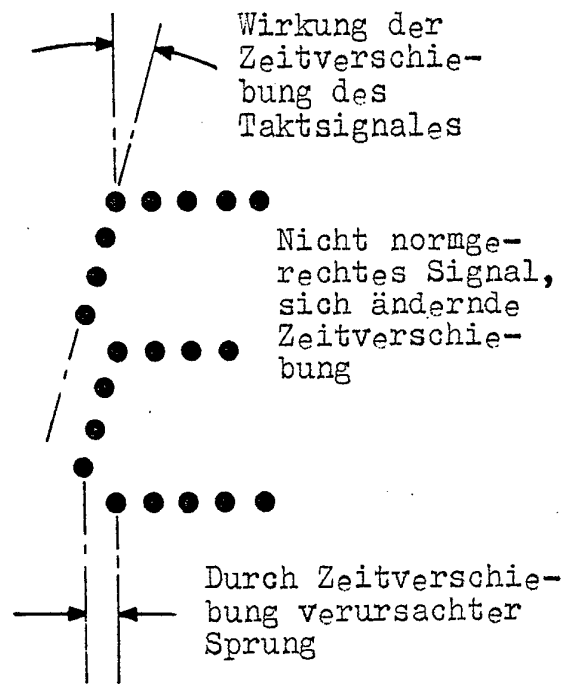 Wirkung der
Zeitverschie-
bung des
Taktsignales
Nicht normge-
rechtes Signal,
sich ändernde
Zeitverschie-
bung
Durch Zeitverschie-
bung verursachter
Sprung